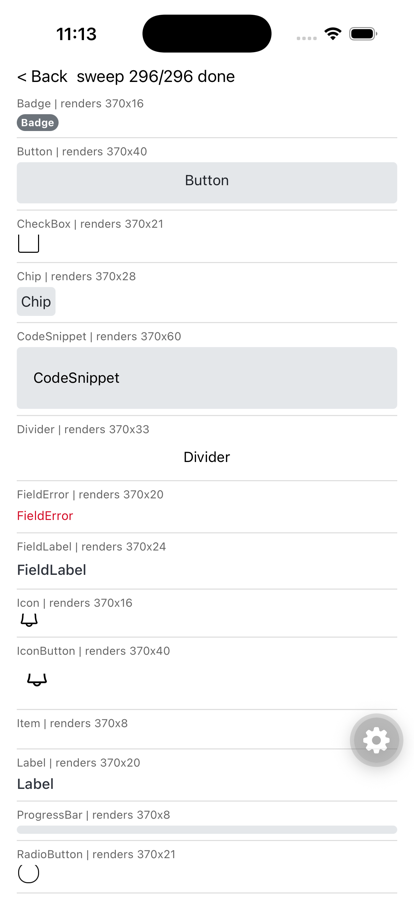 11:13
< Back sweep 296/296 done
Badge | renders 370x16
Badge
Button | renders 370x40
Button
CheckBox | renders 370x21
Chip | renders 370x28
Chip
CodeSnippet | renders 370x60
CodeSnippet
Divider | renders 370x33
Divider
FieldError | renders 370x20
FieldError
FieldLabel | renders 370x24
FieldLabel
Icon | renders 370x16
IconButton | renders 370x40
Item | renders 370x8
Label | renders 370x20
Label
ProgressBar | renders 370x8
RadioButton | renders 370x21